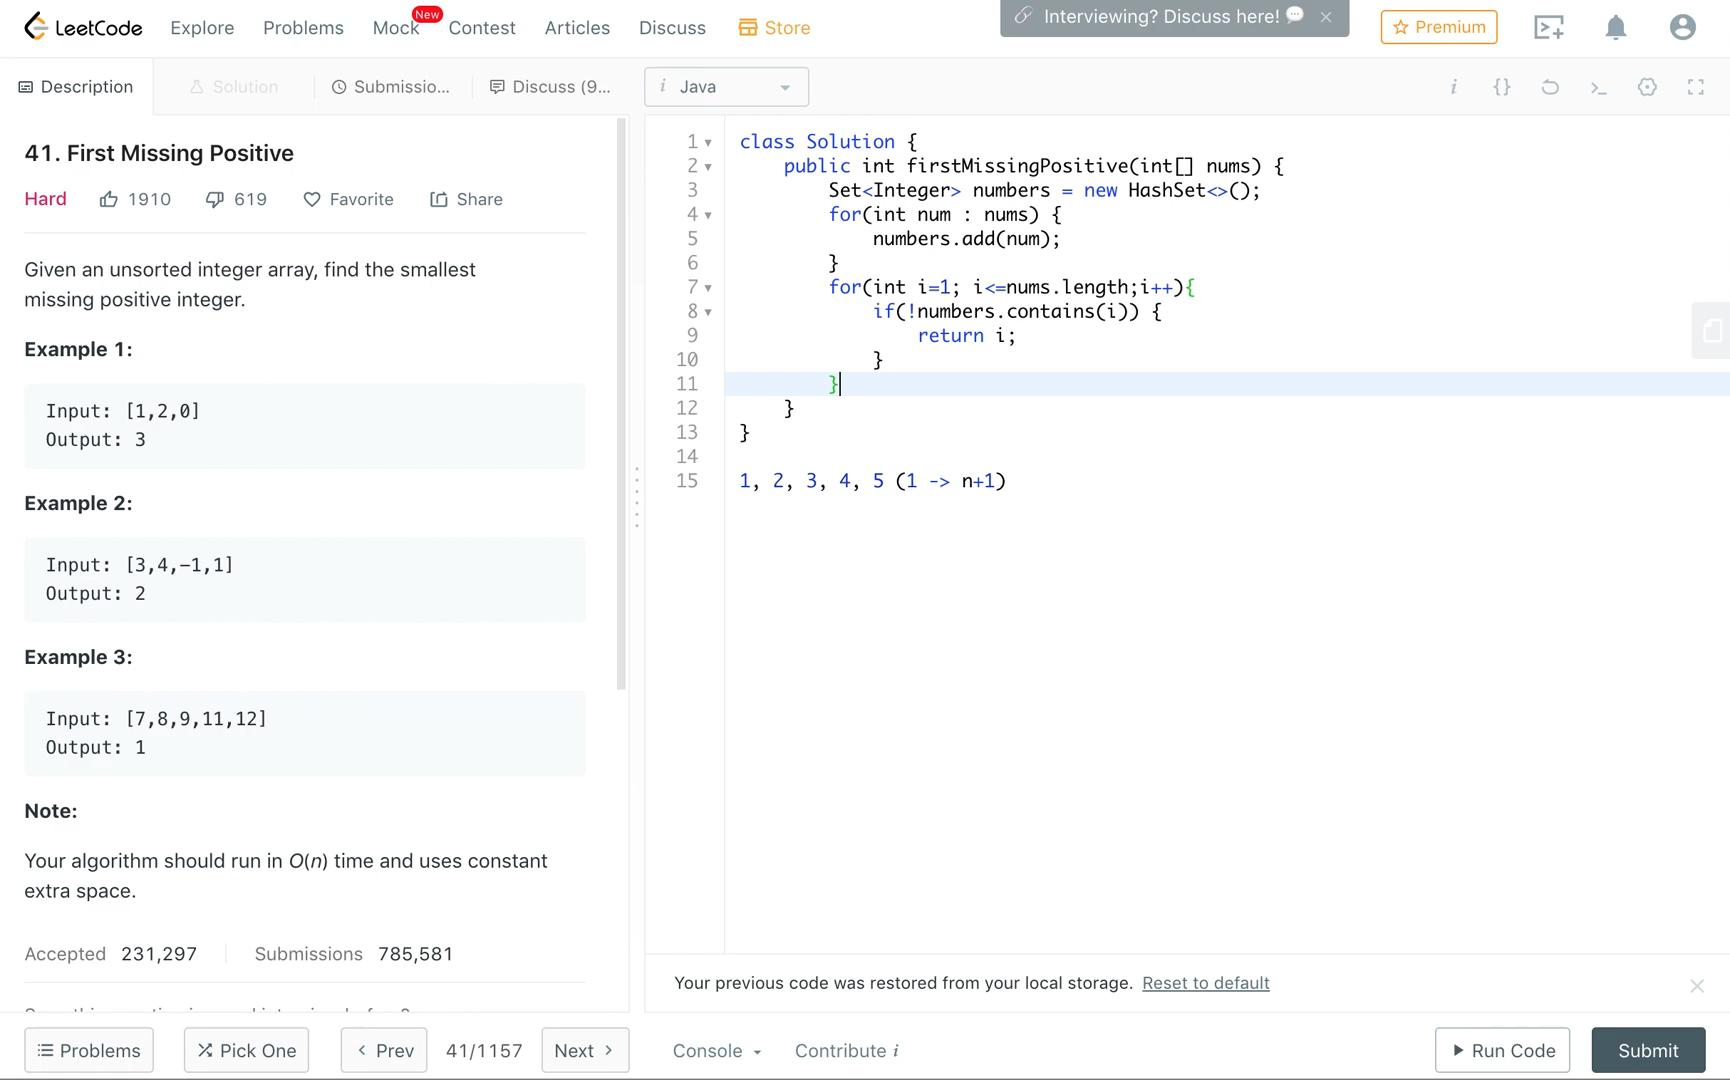 LeetCode Explore Problems Mock New Contest Articles Discuss Store Interviewing? Discuss here! Premium
Description Solution Submissio... Discuss (9...
41. First Missing Positive
Hard 1910 619 Favorite Share
Given an unsorted integer array, find the smallest
missing positive integer.
Example 1:
Input: [1,2,0]
Output: 3
Example 2:
Input: [3,4,-1,1]
Output: 2
Example 3:
Input: [7,8,9,11,12]
Output: 1
Note:
Your algorithm should run in O(n) time and uses constant
extra space.
Accepted 231,297 Submissions 785,581
Problems Pick One Prev 41/1157 Next
i Java i {}
1 class Solution {
2 public int firstMissingPositive(int[] nums) {
3 Set<Integer> numbers = new HashSet<>();
4 for(int num : nums) {
5 numbers.add(num);
6 }
7 for(int i=1; i<=nums.length;i++){
8 if(!numbers.contains(i)) {
9 return i;
10 }
11 }
12 }
13 }
14
15 1, 2, 3, 4, 5 (1 -> n+1)
Your previous code was restored from your local storage. Reset to default
Console Contribute i Run Code Submit